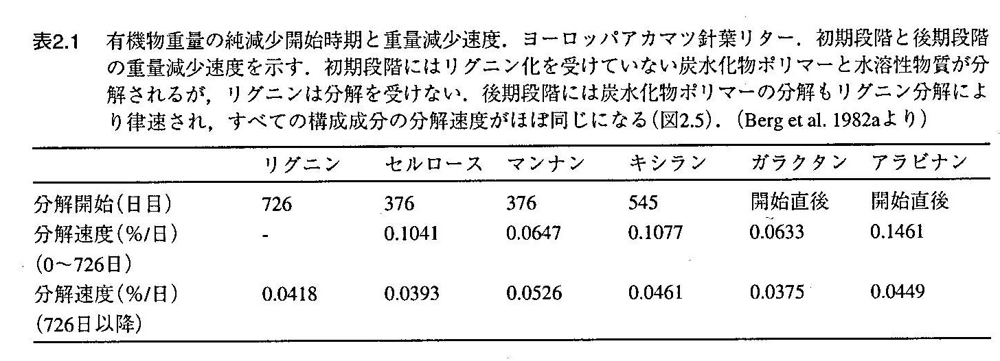 表2.1 有機物重量の純減少開始時期と重量減少速度．ヨーロッパアカマツ針葉リター．初期段階と後期段階
の重量減少速度を示す．初期段階にはリグニン化を受けていない炭水化物ポリマーと水溶性物質が分
解されるが，リグニンは分解を受けない．後期段階には炭水化物ポリマーの分解もリグニン分解によ
り律速され，すべての構成成分の分解速度がほぼ同じになる(図2.5)．(Berg et al. 1982aより)
リグニン セルロース マンナン キシラン ガラクタン アラビナン
分解開始(日目) 726 376 376 545 開始直後 開始直後
分解速度(%/日) - 0.1041 0.0647 0.1077 0.0633 0.1461
(0～726日)
分解速度(%/日) 0.0418 0.0393 0.0526 0.0461 0.0375 0.0449
(726日以降)